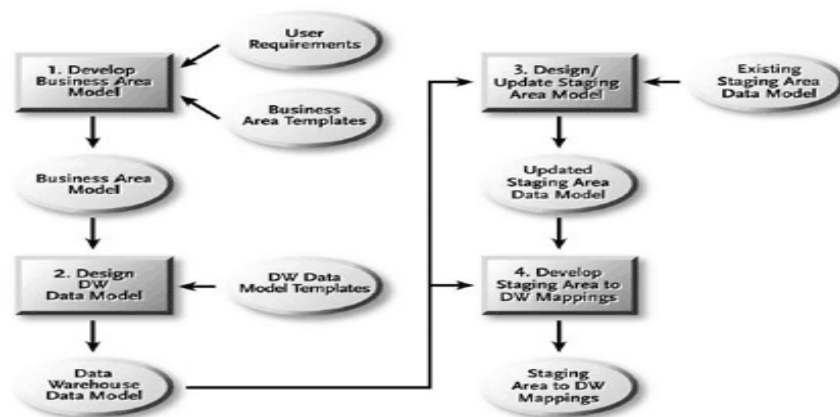 User
Requirements
1. Develop
Business Area
Model
Business
Area Templates
Business Area
Model
2. Design
DW
Data Model
DW Data
Model Templates
Data
Warehouse
Data Model
3. Design/
Update Staging
Area Model
Existing
Staging Area
Data Model
Updated
Staging Area
Data Model
4. Develop
Staging Area to
DW Mappings
Staging
Area to DW
Mappings